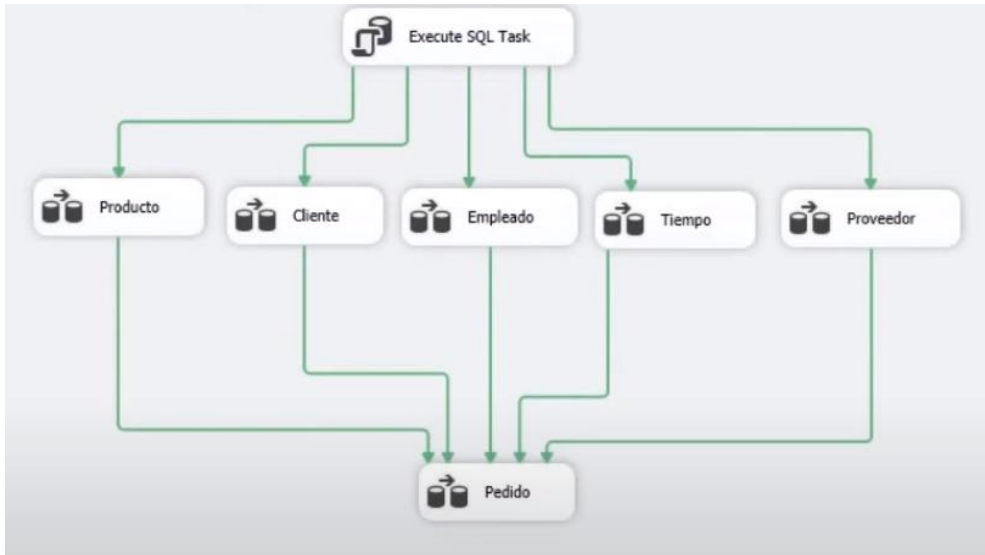 Execute SQL Task
Producto
Cliente
Empleado
Tiempo
Proveedor
Pedido